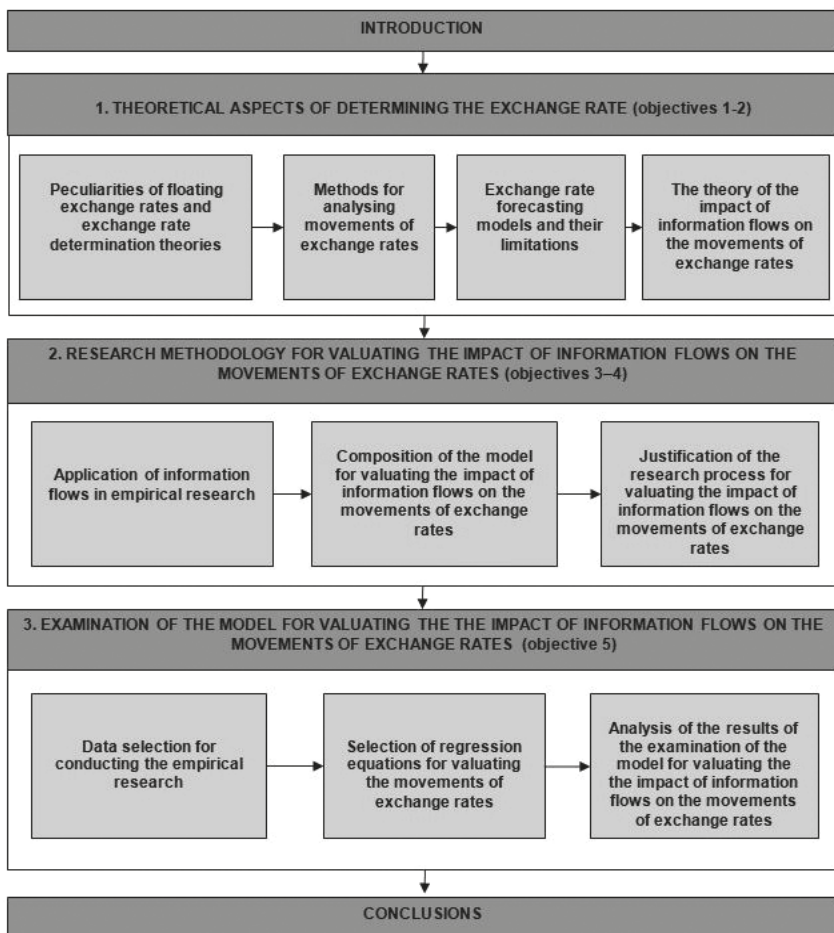 INTRODUCTION
1. THEORETICAL ASPECTS OF DETERMINING THE EXCHANGE RATE (objectives 1-2)
Peculiarities of floating
exchange rates and
exchange rate
determination theories
Methods for
analysing
movements of
exchange rates
Exchange rate
forecasting
models and their
limitations
The theory of the
impact of
information flows on
the movements of
exchange rates
2. RESEARCH METHODOLOGY FOR VALUATING THE IMPACT OF INFORMATION FLOWS ON THE
MOVEMENTS OF EXCHANGE RATES (objectives 3–4)
Application of information
flows in empirical research
Composition of the model
for valuating the impact of
information flows on the
movements of exchange
rates
Justification of the
research process for
valuating the impact of
information flows on the
movements of exchange
rates
3. EXAMINATION OF THE MODEL FOR VALUATING THE THE IMPACT OF INFORMATION FLOWS ON THE
MOVEMENTS OF EXCHANGE RATES (objective 5)
Data selection for
conducting the empirical
research
Selection of regression
equations for valuating
the movements of
exchange rates
Analysis of the results of
the examination of the
model for valuating the
the impact of information
flows on the movements
of exchange rates
CONCLUSIONS